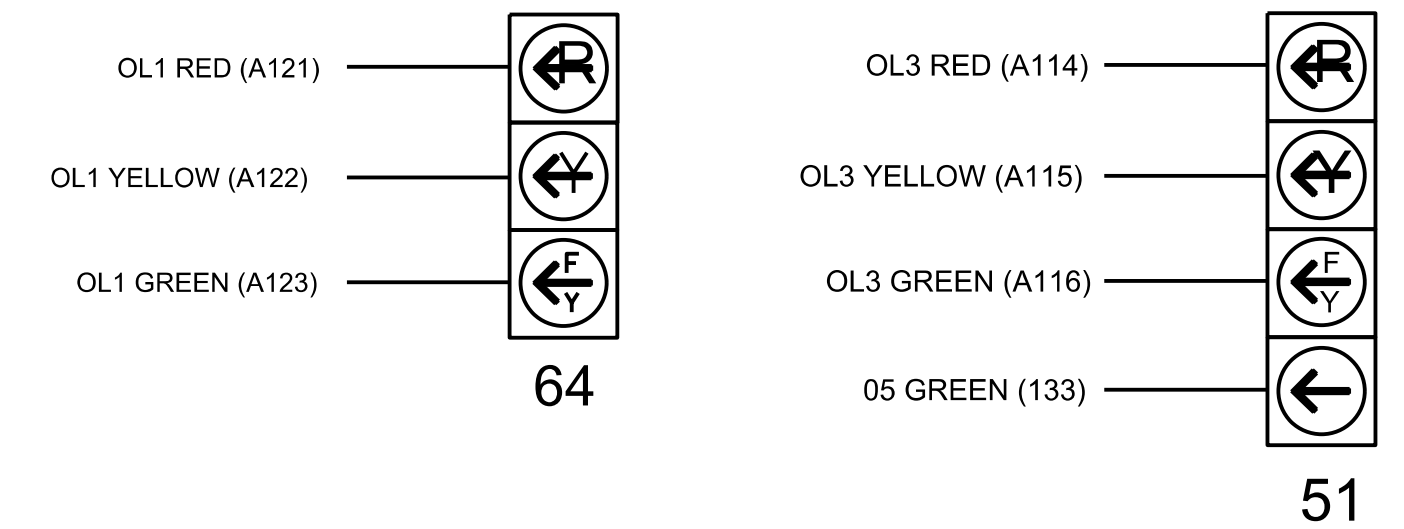 OL1 RED (A121)
R
OL1 YELLOW (A122)
Y
OL1 GREEN (A123)
F
Y
64
OL3 RED (A114)
R
OL3 YELLOW (A115)
Y
OL3 GREEN (A116)
F
Y
05 GREEN (133)
51